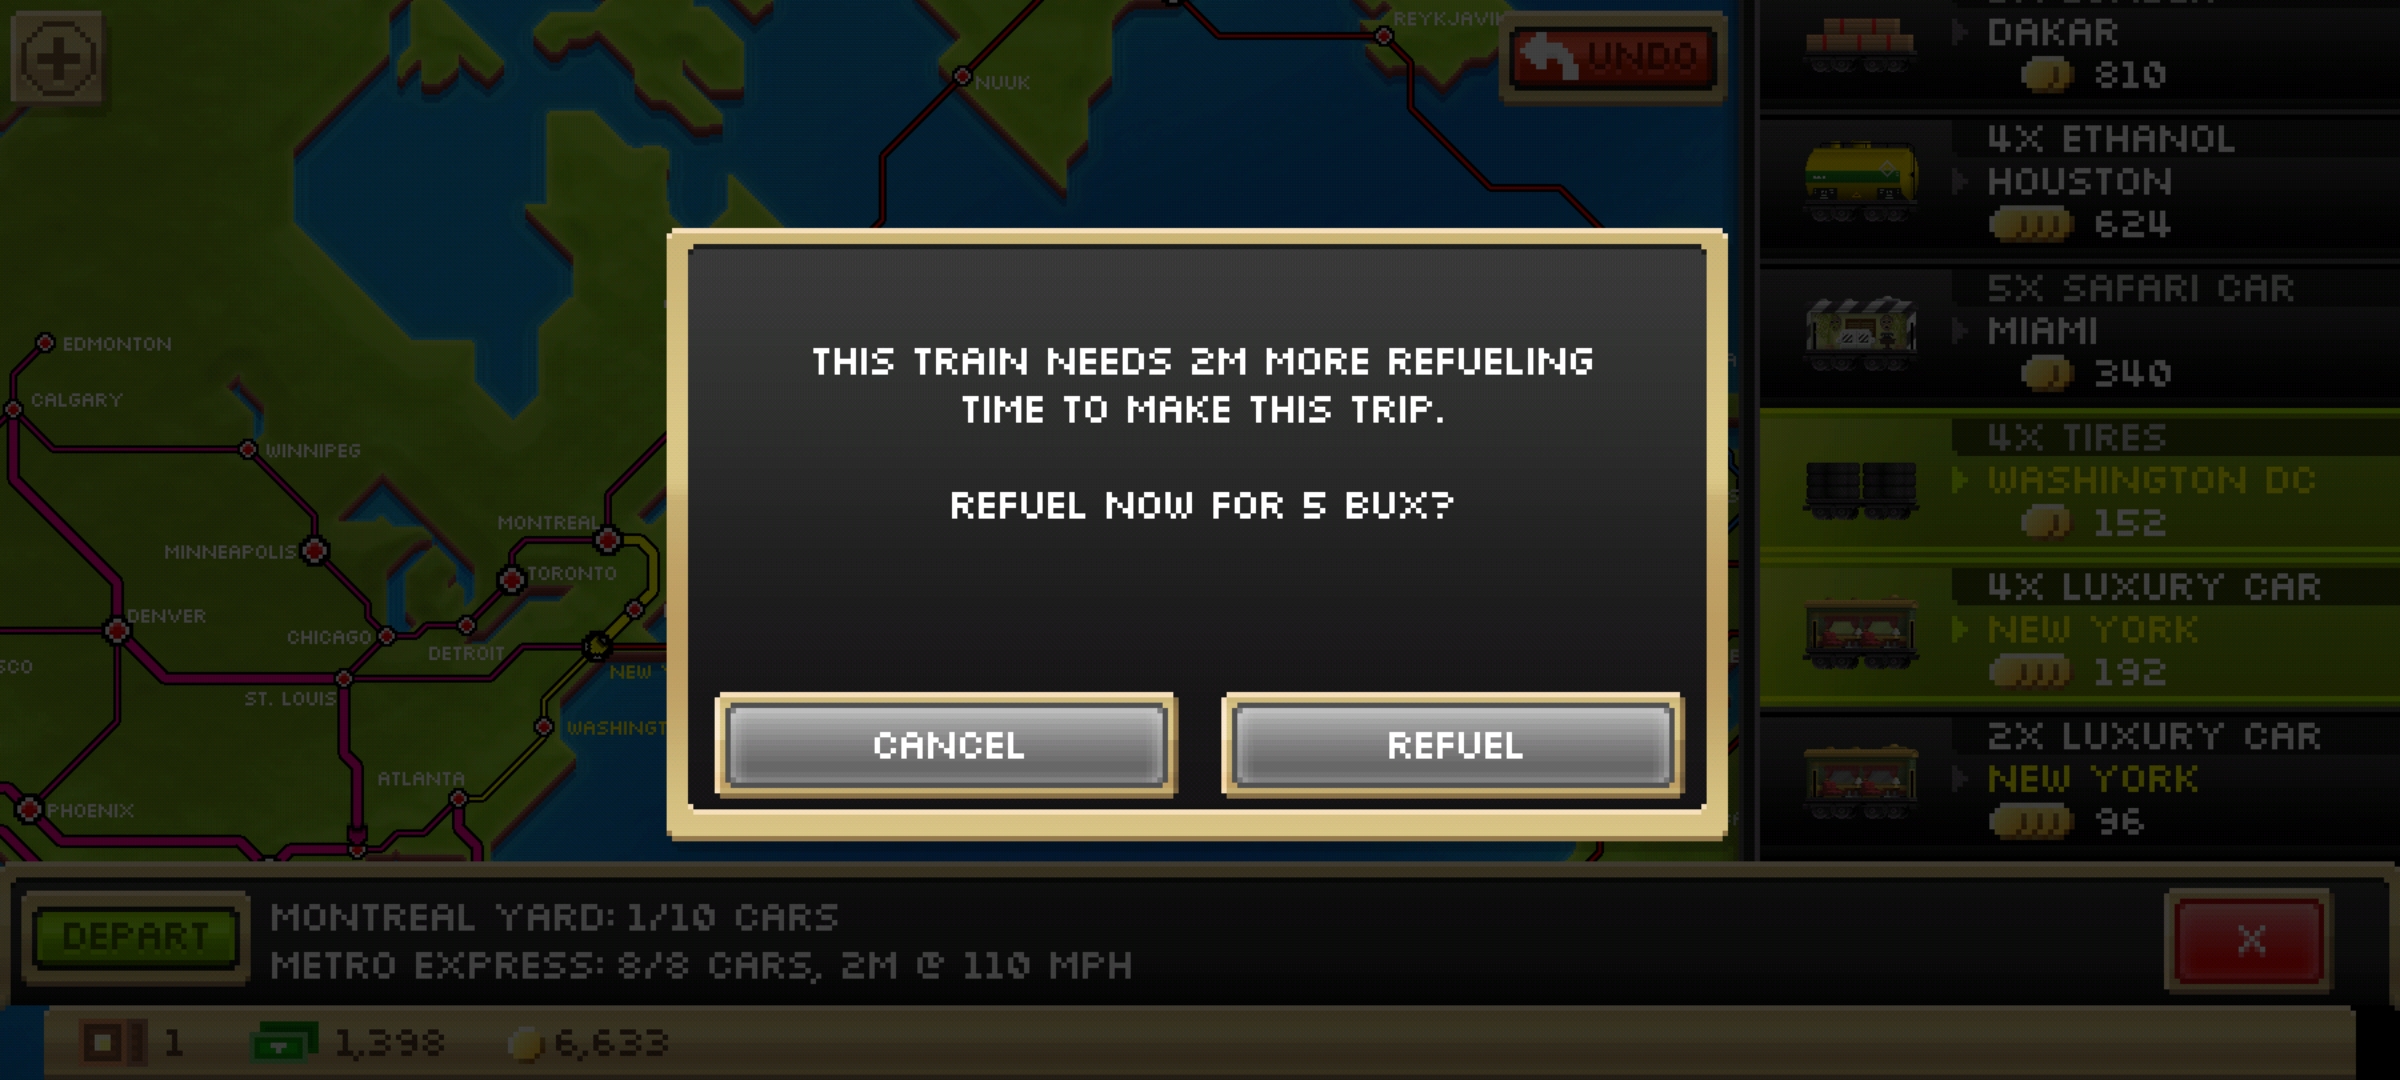 REYKJAVIK
UNDO
NUUK
EDMONTON
CALGARY
WINNIPEG
MONTREAL
MINNEAPOLIS
TORONTO
DENVER
CHICAGO
DETROIT
NEW
ST. LOUIS
WASHINGT
ATLANTA
PHOENIX
DAKAR
810
4X ETHANOL
HOUSTON
624
5X SAFARI CAR
MIAMI
340
4X TIRES
WASHINGTON DC
152
4X LUXURY CAR
NEW YORK
192
2X LUXURY CAR
NEW YORK
96
THIS TRAIN NEEDS 2M MORE REFUELING
TIME TO MAKE THIS TRIP.
REFUEL NOW FOR 5 BUX?
CANCEL
REFUEL
DEPART
MONTREAL YARD: 1/10 CARS
METRO EXPRESS: 8/8 CARS, 2M @ 110 MPH
X
1
1,398
6,633